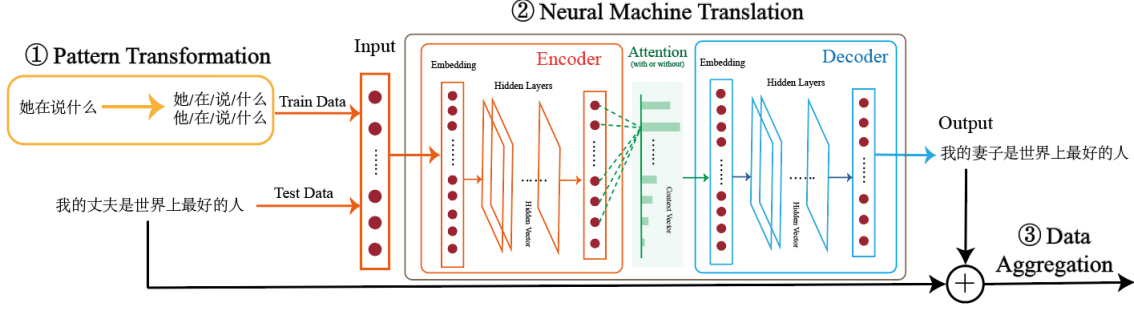 ② Neural Machine Translation
① Pattern Transformation
她在说什么
她/在/说/什么
他/在/说/什么
Train Data
我的丈夫是世界上最好的人
Test Data
Input
......
Encoder
Embedding
......
Hidden Layers
......
Hidden Vector
......
Attention
(with or without)
......
Context Vector
Decoder
Embedding
......
Hidden Layers
......
Hidden Vector
......
Output
我的妻子是世界上最好的人
+
③ Data
Aggregation